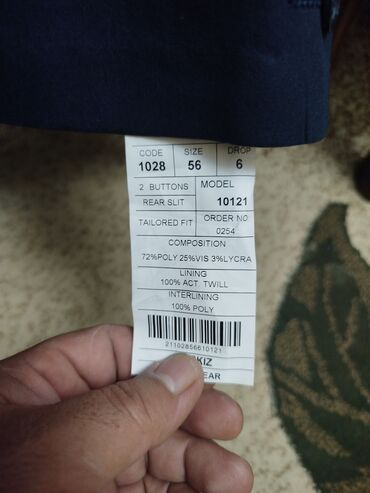 CODE SIZE DROP
1028 56 6
2 BUTTONS MODEL
REAR SLIT 10121
TAILORED FIT ORDER NO
0254
COMPOSITION
72%POLY 25%VIS 3%LYCRA
LINING
100% ACT. TWILL
INTERLINING
100% POLY
21102856610121